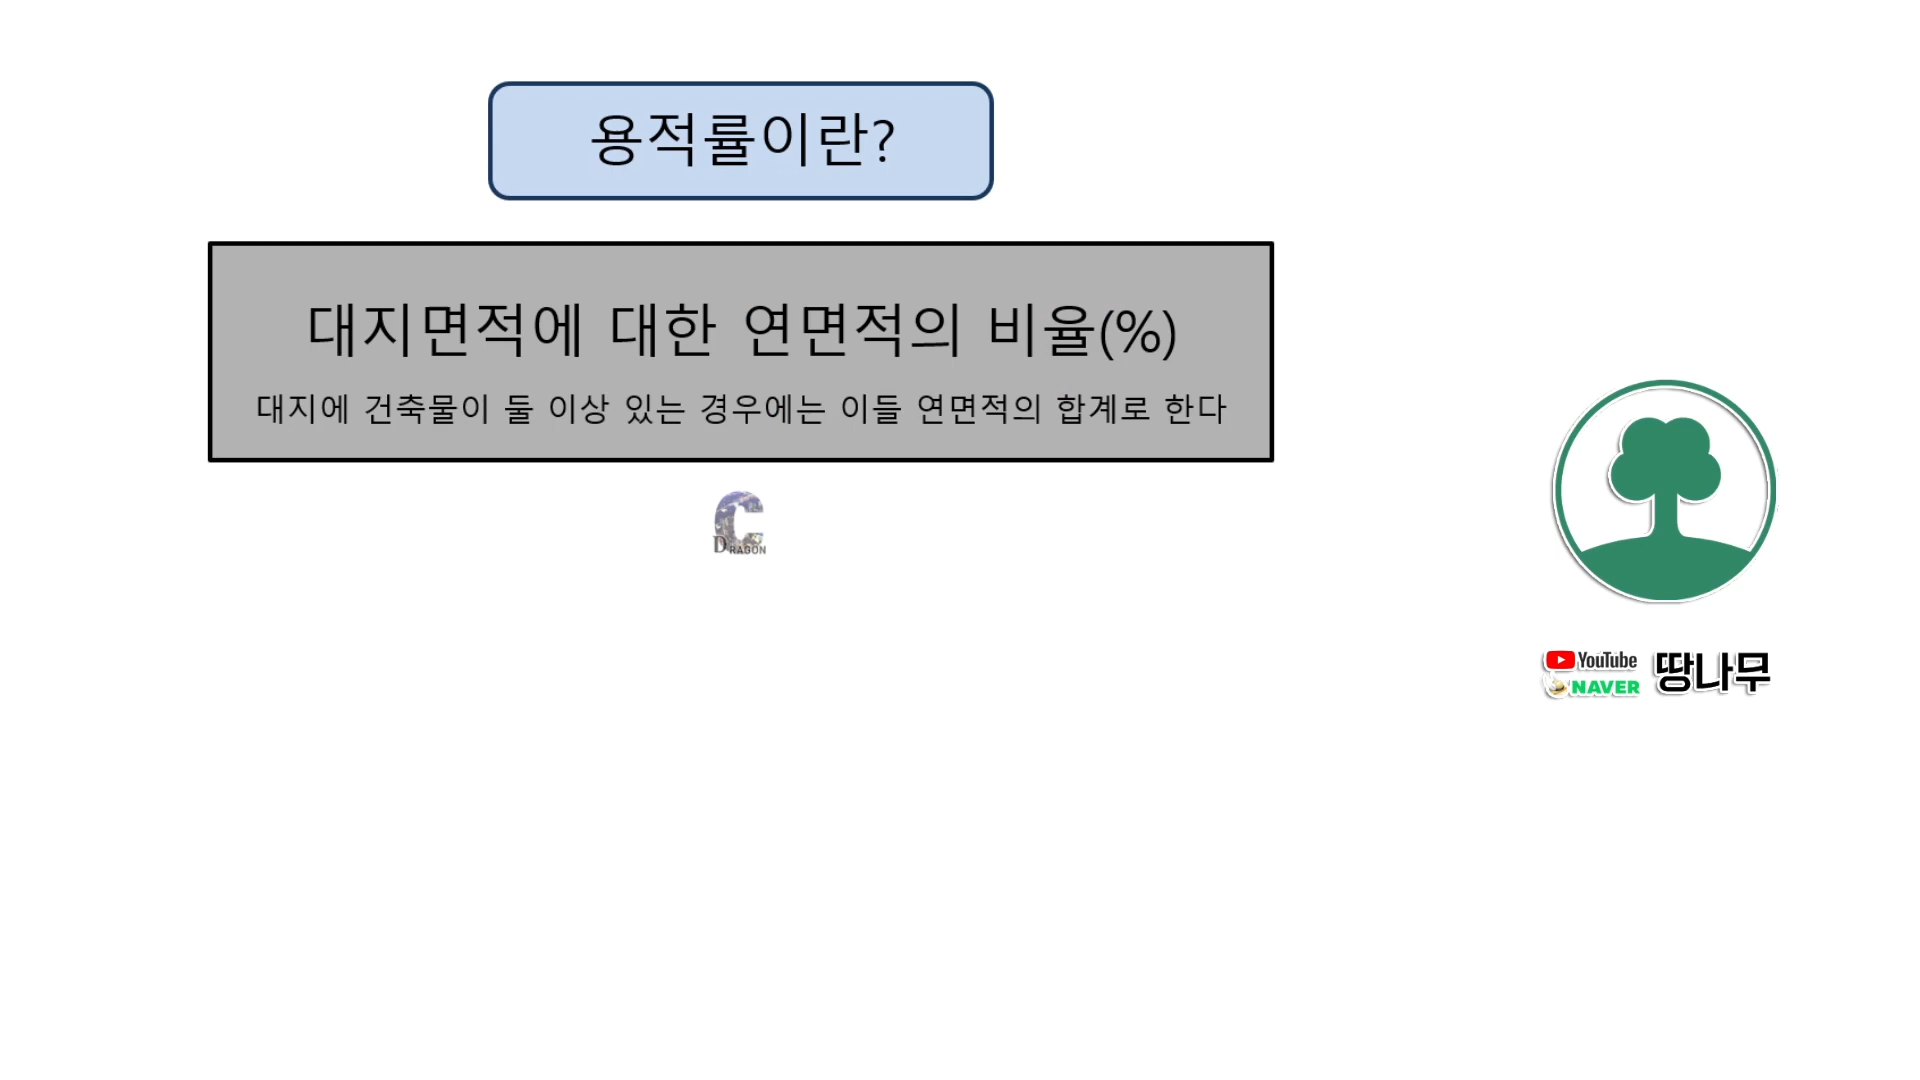 용적률이란?
대지면적에 대한 연면적의 비율(%)
대지에 건축물이 둘 이상 있는 경우에는 이들 연면적의 합계로 한다
C
DRAGON
YouTube
NAVER
땅나무